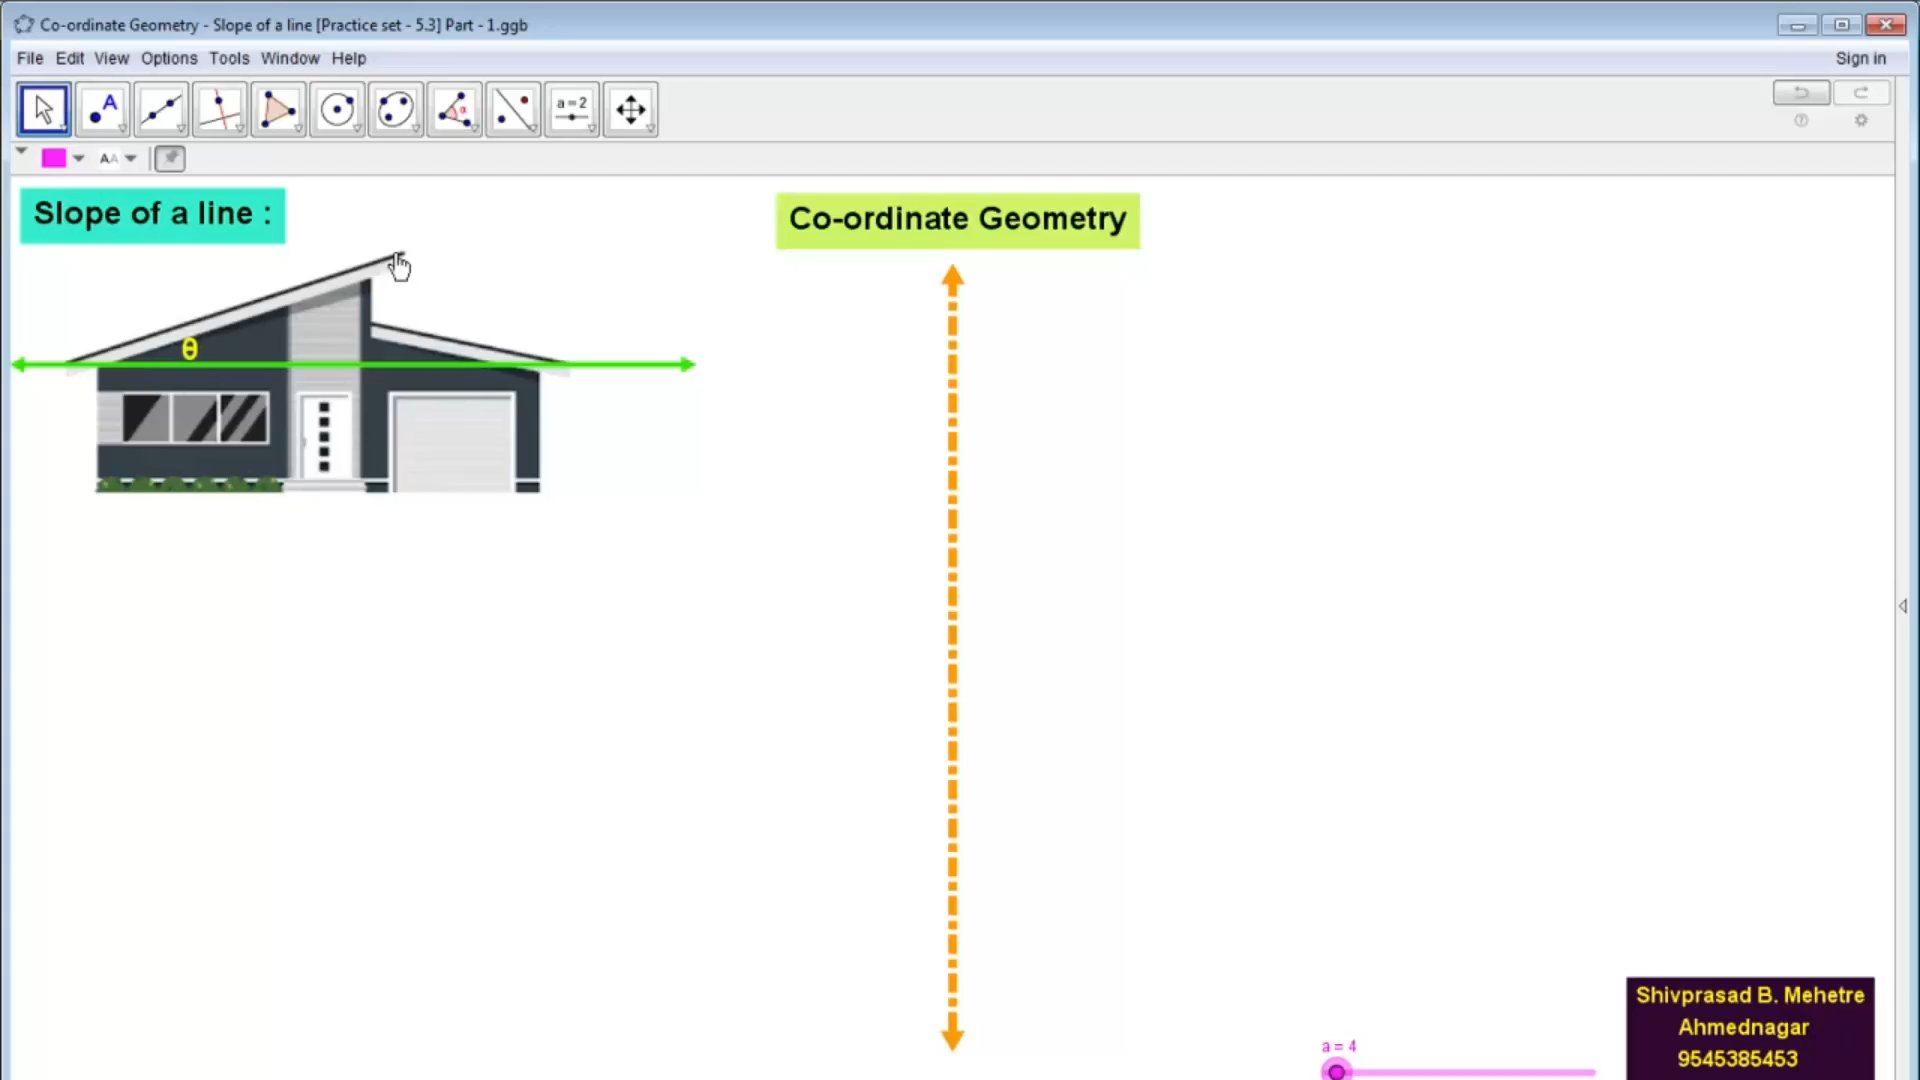 Co-ordinate Geometry - Slope of a line [Practice set - 5.3] Part - 1.ggb
File Edit View Options Tools Window Help
Sign in
A
α
a = 2
AA
Slope of a line :
Co-ordinate Geometry
θ
a = 4
Shivprasad B. Mehetre
Ahmednagar
9545385453